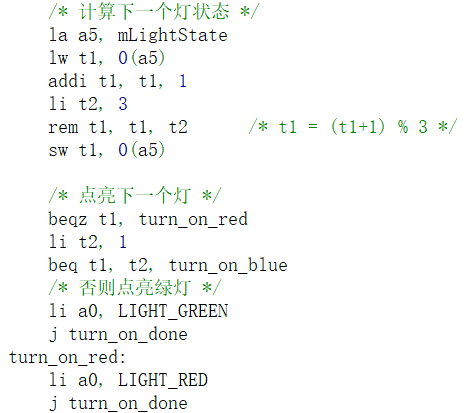 /* 计算下一个灯状态 */
la a5, mLightState
lw t1, 0(a5)
addi t1, t1, 1
li t2, 3
rem t1, t1, t2 /* t1 = (t1+1) % 3 */
sw t1, 0(a5)
/* 点亮下一个灯 */
beqz t1, turn_on_red
li t2, 1
beq t1, t2, turn_on_blue
/* 否则点亮绿灯 */
li a0, LIGHT_GREEN
j turn_on_done
turn_on_red:
li a0, LIGHT_RED
j turn_on_done